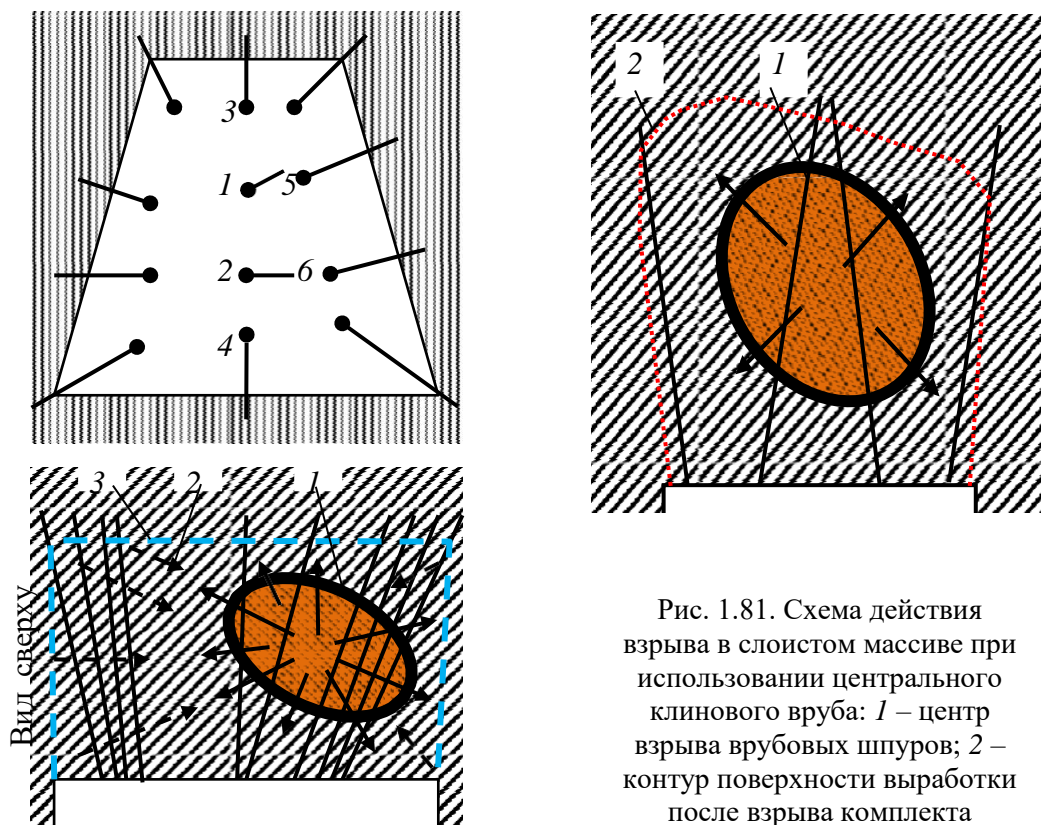 3
1
5
2
6
4
3 2 1
Вид сверху
2 1
Рис. 1.81. Схема действия
взрыва в слоистом массиве при
использовании центрального
клинового вруба: 1 – центр
взрыва врубовых шпуров; 2 –
контур поверхности выработки
после взрыва комплекта